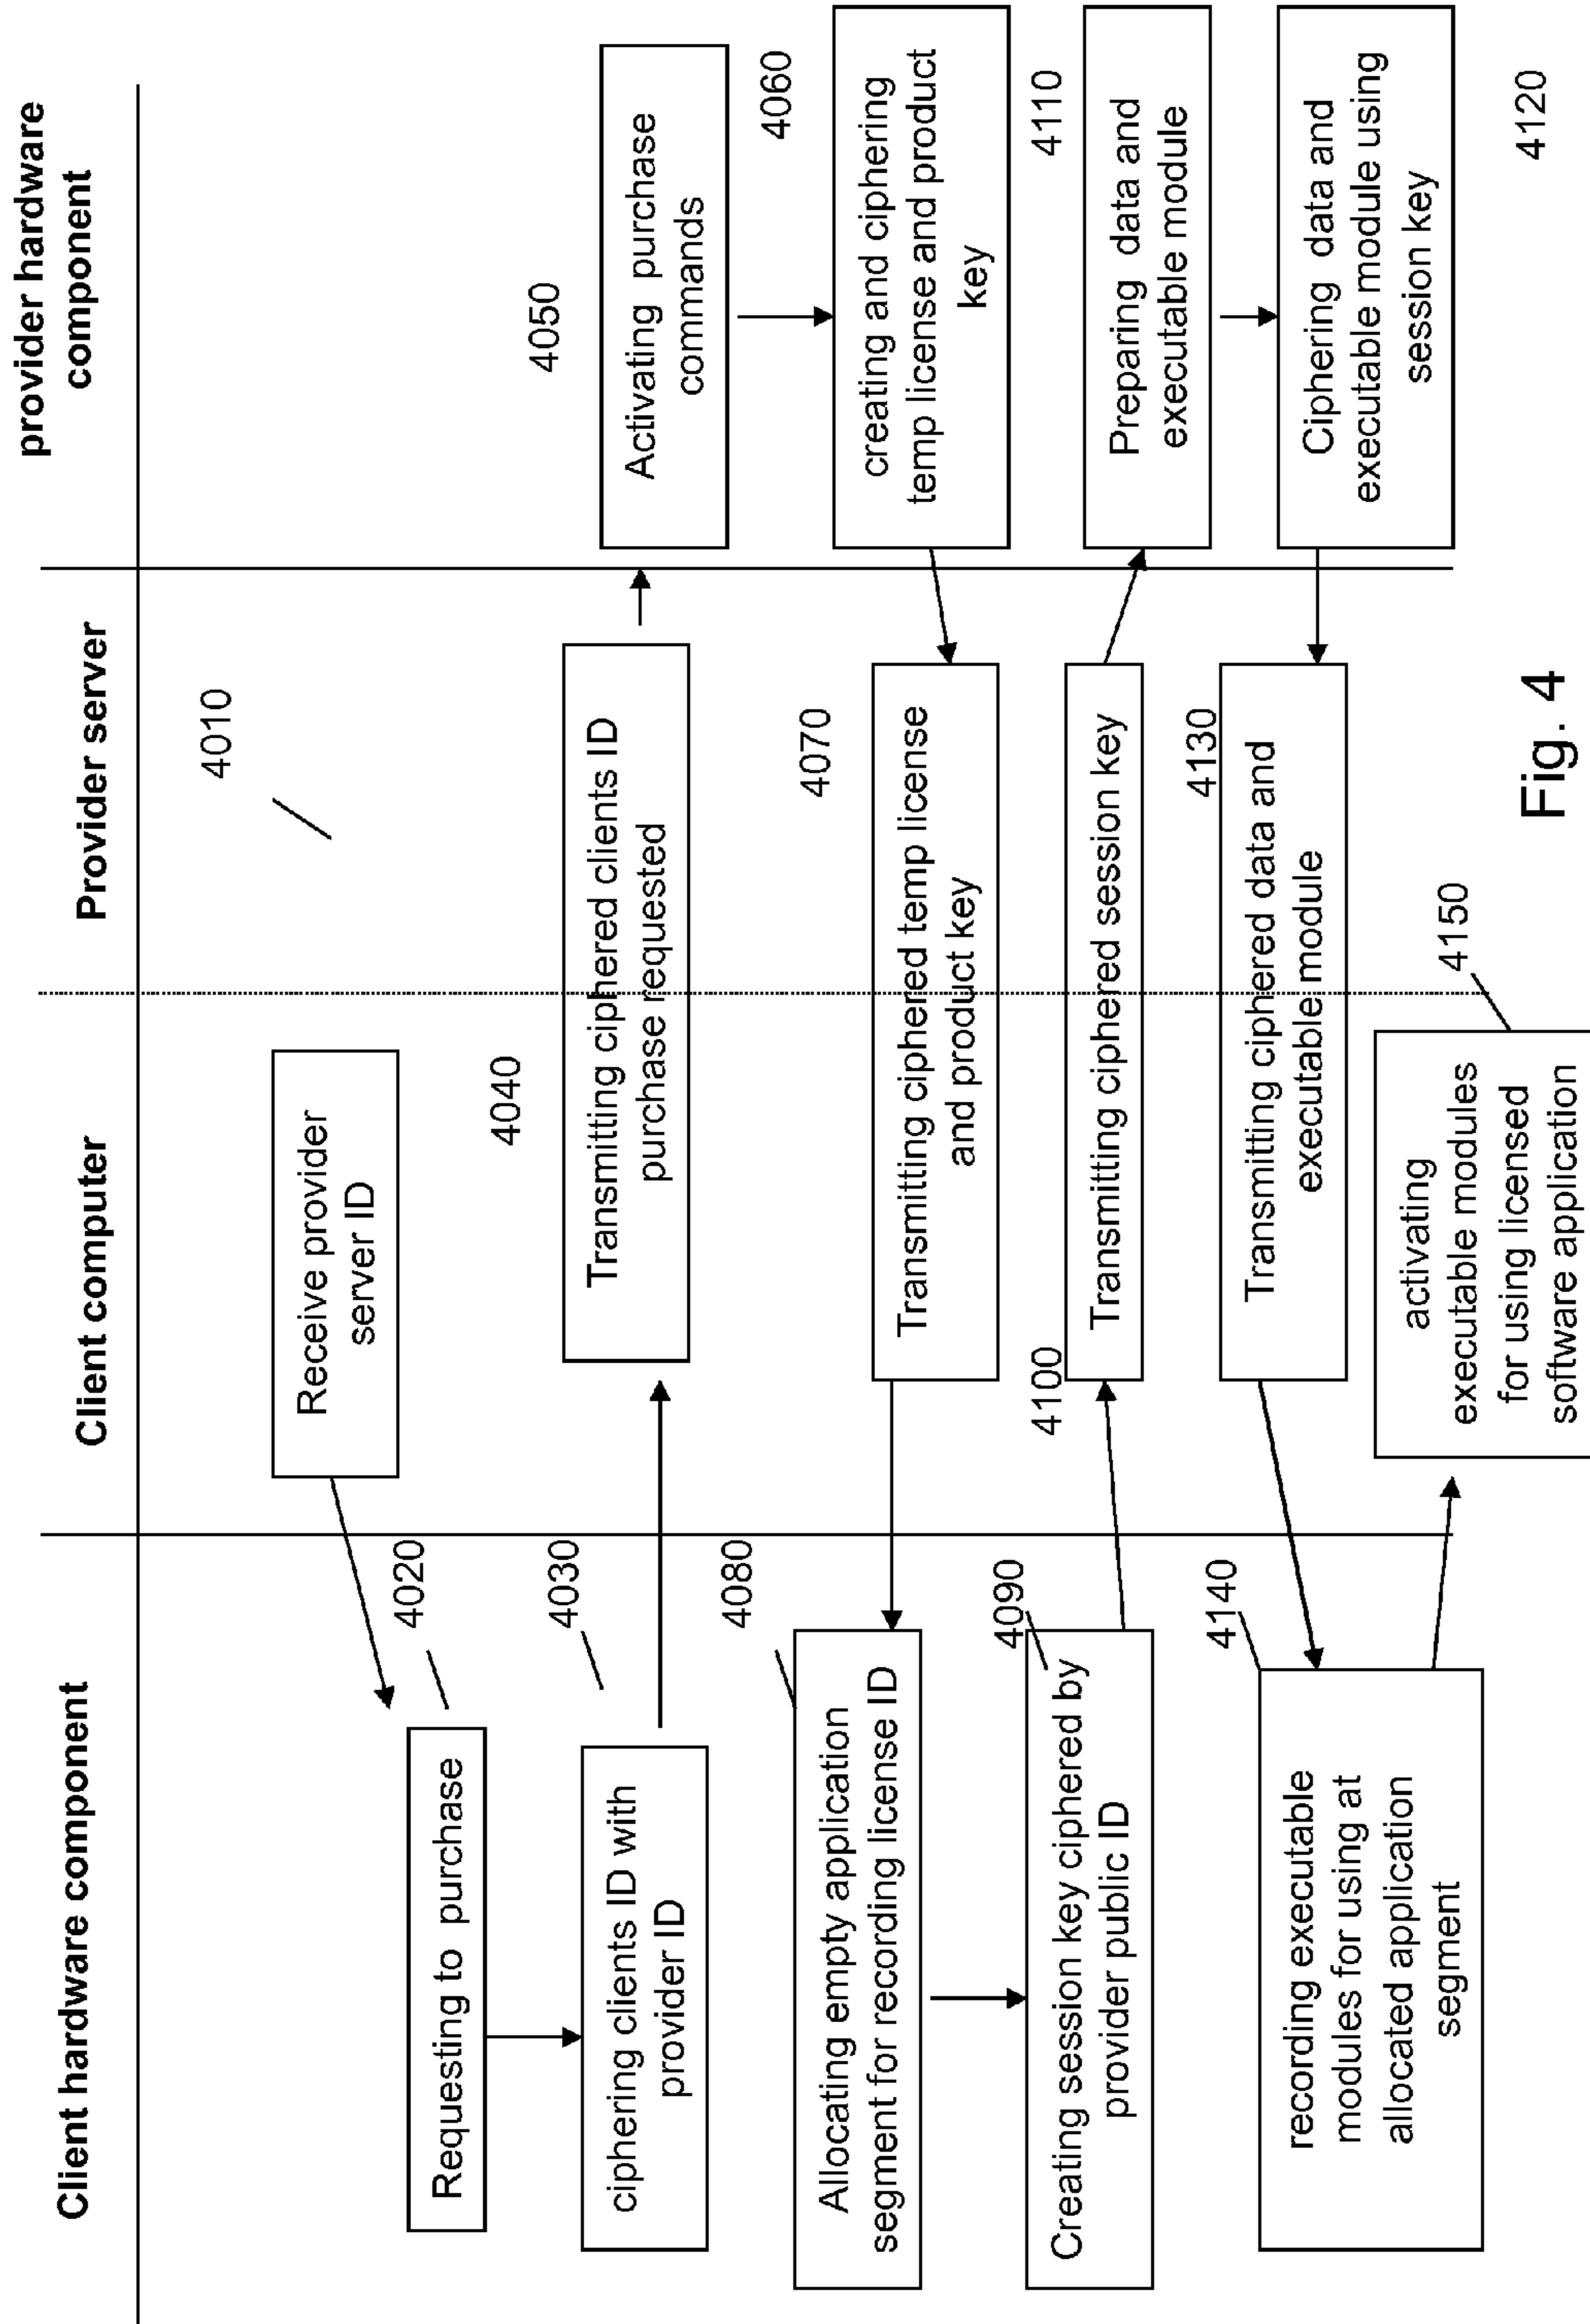 Client hardware component
Client computer
Provider server
provider hardware
component
4010
Receive provider
server ID
4020
Requesting to purchase
4030
ciphering clients ID with
provider ID
4040
Transmitting ciphered clients ID
purchase requested
4050
Activating purchase
commands
4060
creating and ciphering
temp license and product
key
4070
Transmitting ciphered temp license
and product key
4080
Allocating empty application
segment for recording license ID
4090
Creating session key ciphered by
provider public ID
4100
Transmitting ciphered session key
4110
Preparing data and
executable module
Ciphering data and
executable module using
session key
4120
4130
Transmitting ciphered data and
executable module
4140
recording executable
modules for using at
allocated application
segment
4150
activating
executable modules
for using licensed
software application
Fig. 4